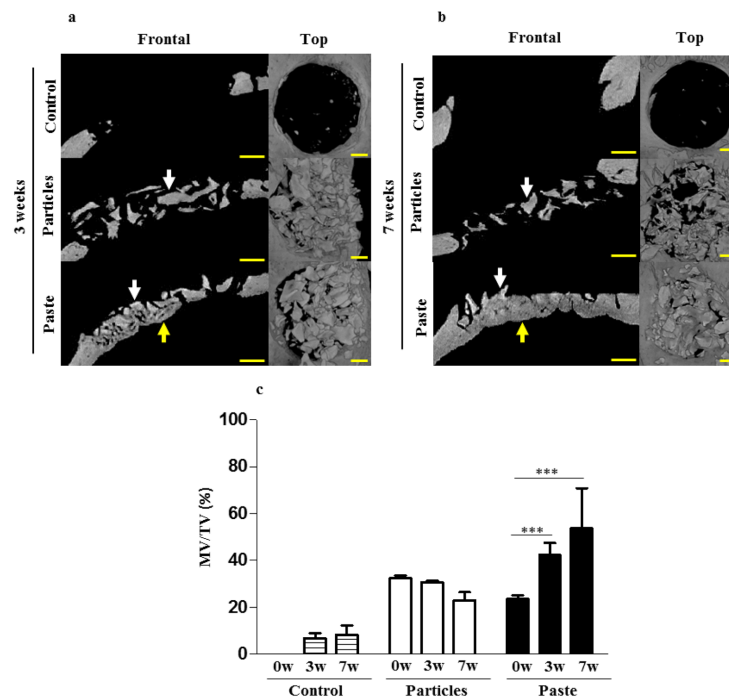 a
b
Frontal Top
Frontal Top
3 weeks
Control
Particles
Paste
7 weeks
Control
Particles
Paste
c
MV/TV (%)
100
80
60
40
20
0
***
***
0w 3w 7w 0w 3w 7w 0w 3w 7w
Control Particles Paste